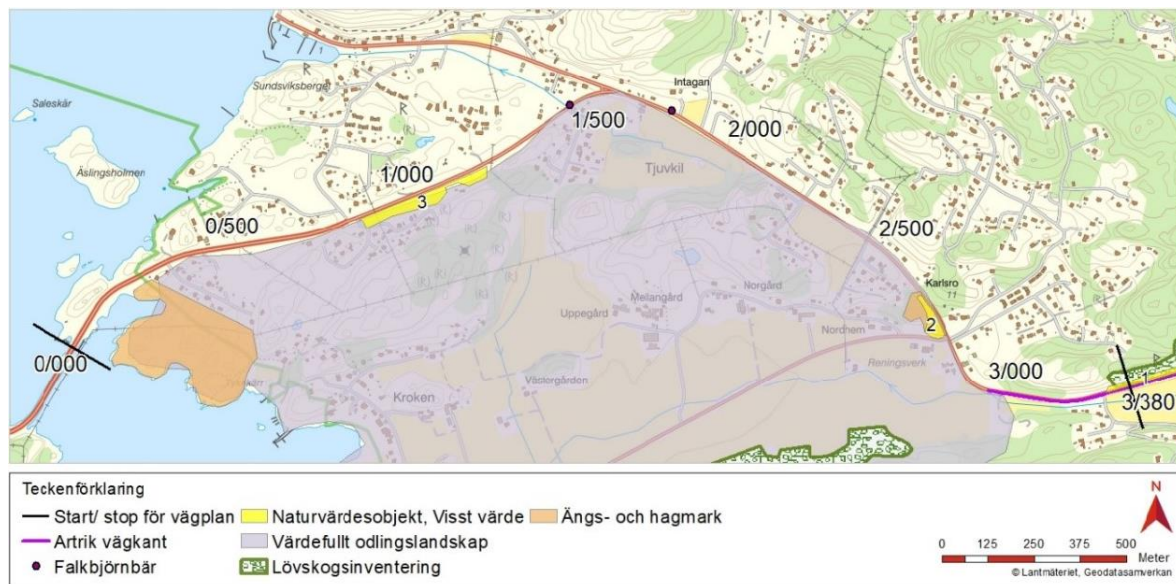 Sundsviksberget
Saleskär
Intagan
1/500
2/000
Äslingsholmen
1/000
Tjuvkil
3
0/500
2/500
Karlsro
11
Mellangård
Norgård
Uppegård
2
Nordhem
0/000
Reningsverk
Västergården
3/000
1
Kroken
3/380
Teckenförklaring
Start/ stop för vägplan
Naturvärdesobjekt, Visst värde
Ängs- och hagmark
Artrik vägkant
Värdefullt odlingslandskap
Falkbjörnbär
Lövskogsinventering
N
0 125 250 375 500
Meter
© Lantmäteriet, Geodatasamverkan